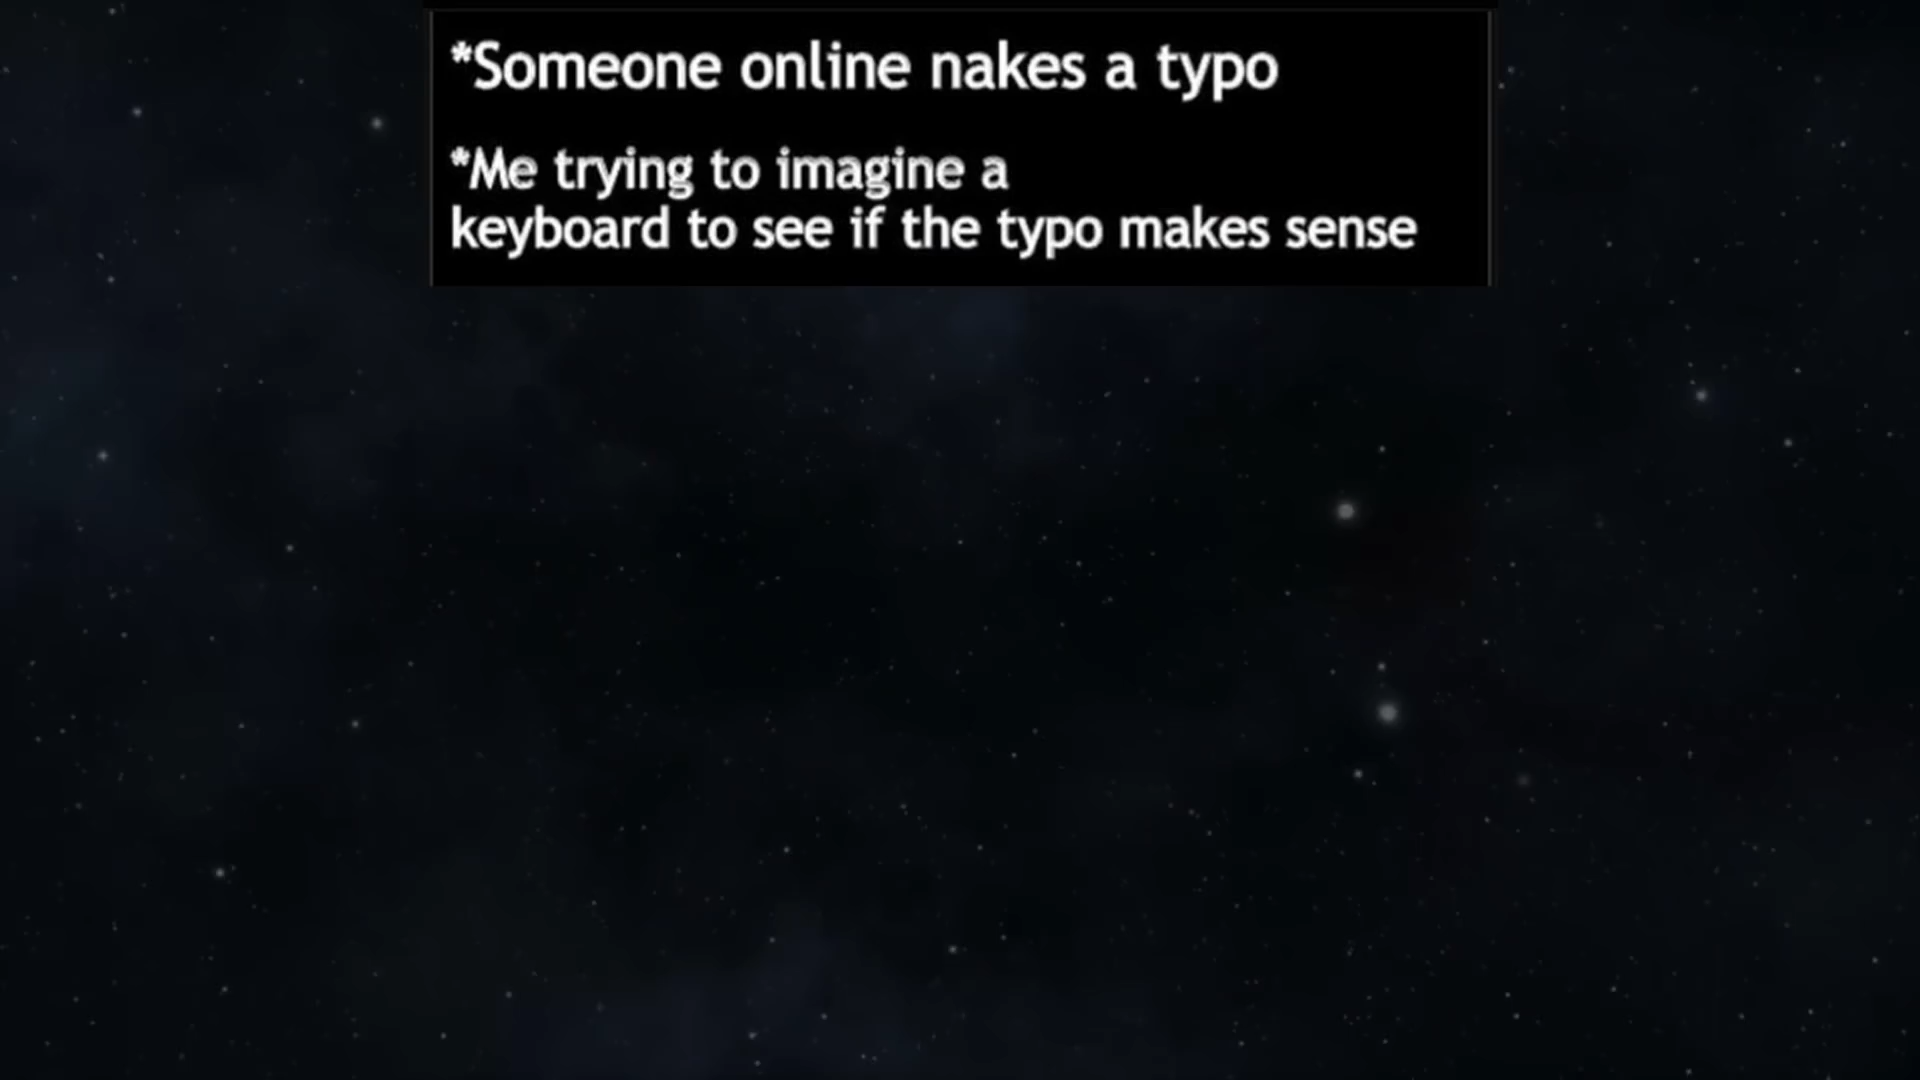 *Someone online nakes a typo
*Me trying to imagine a
keyboard to see if the typo makes sense